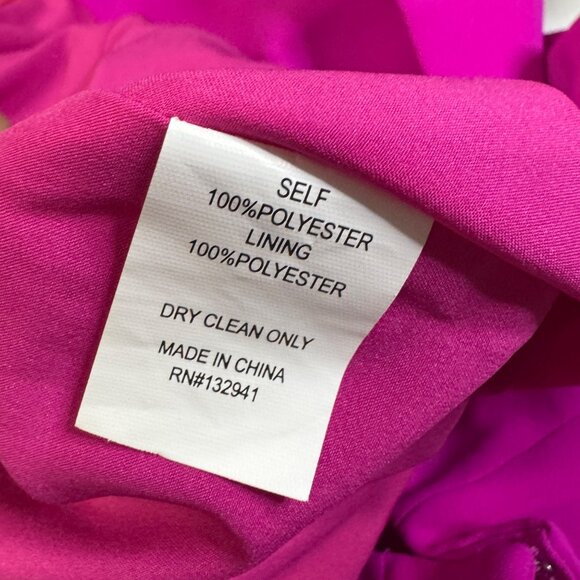 SELF
100%POLYESTER
LINING
100%POLYESTER
DRY CLEAN ONLY
MADE IN CHINA
RN#132941